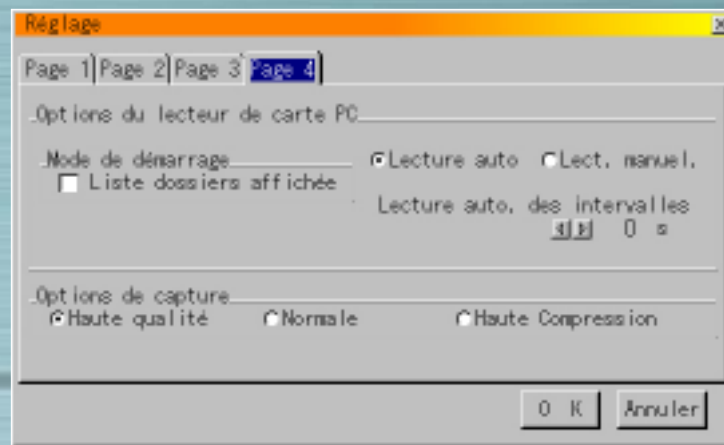 Réglage
Page 1 Page 2 Page 3 Page 4
Options du lecteur de carte PC
Mode de démarrage
Lecture auto Lect. manuel.
Liste dossiers affichée
Lecture auto. des intervalles
0 s
Options de capture
Haute qualité Normale Haute Compression
O K Annuler